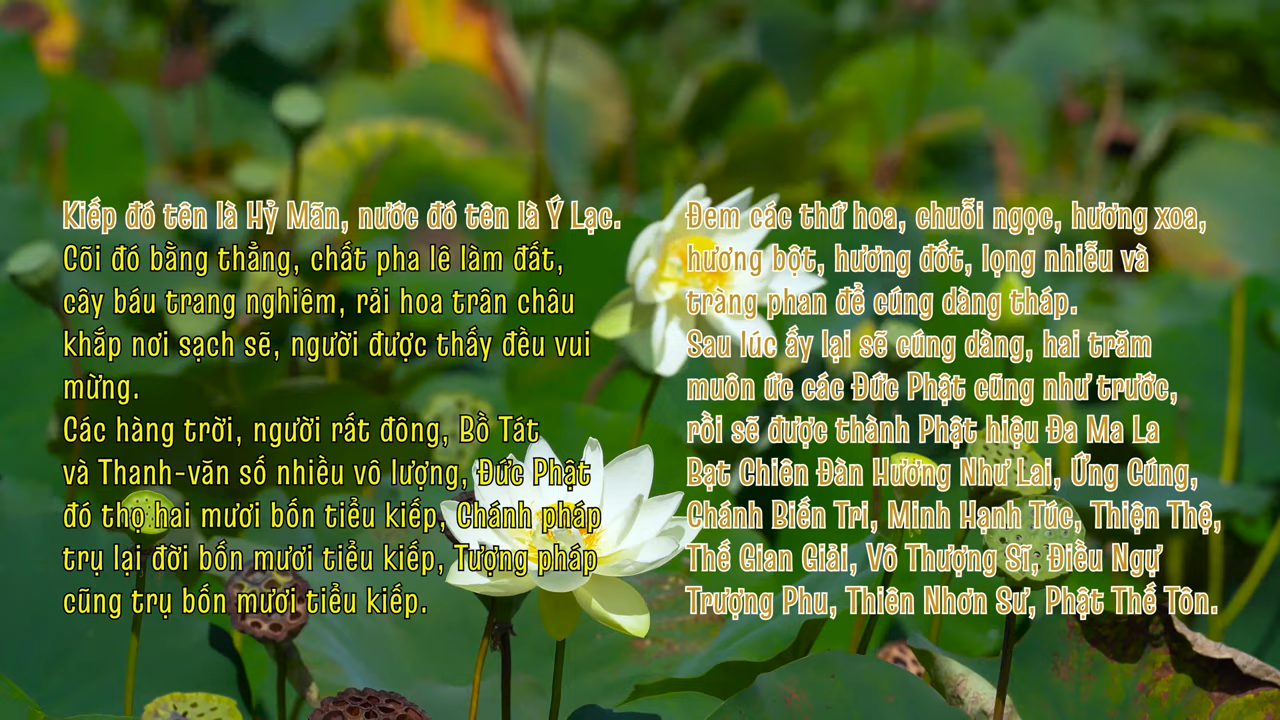 Kiếp đó tên là Hỷ Mãn, nước đó tên là Ý Lạc.
Cõi đó bằng thẳng, chất pha lê làm đất,
cây báu trang nghiêm, rải hoa trân châu
khắp nơi sạch sẽ, người được thấy đều vui
mừng.
Các hàng trời, người rất đông, Bồ Tát
và Thanh-văn số nhiều vô lượng, Đức Phật
đó thọ hai mươi bốn tiểu kiếp, Chánh pháp
trụ lại đời bốn mươi tiểu kiếp, Tượng pháp
cũng trụ bốn mươi tiểu kiếp.
Đem các thứ hoa, chuỗi ngọc, hương xoa,
hương bột, hương đốt, lọng nhiễu và
tràng phan để cúng dàng tháp.
Sau lúc ấy lại sẽ cúng dàng, hai trăm
muôn ức các Đức Phật cũng như trước,
rồi sẽ được thành Phật hiệu Đa Ma La
Bạt Chiên Đàn Hương Như Lai, Ứng Cúng,
Chánh Biến Tri, Minh Hạnh Túc, Thiện Thệ,
Thế Gian Giải, Vô Thượng Sĩ, Điều Ngự
Trượng Phu, Thiên Nhơn Sư, Phật Thế Tôn.